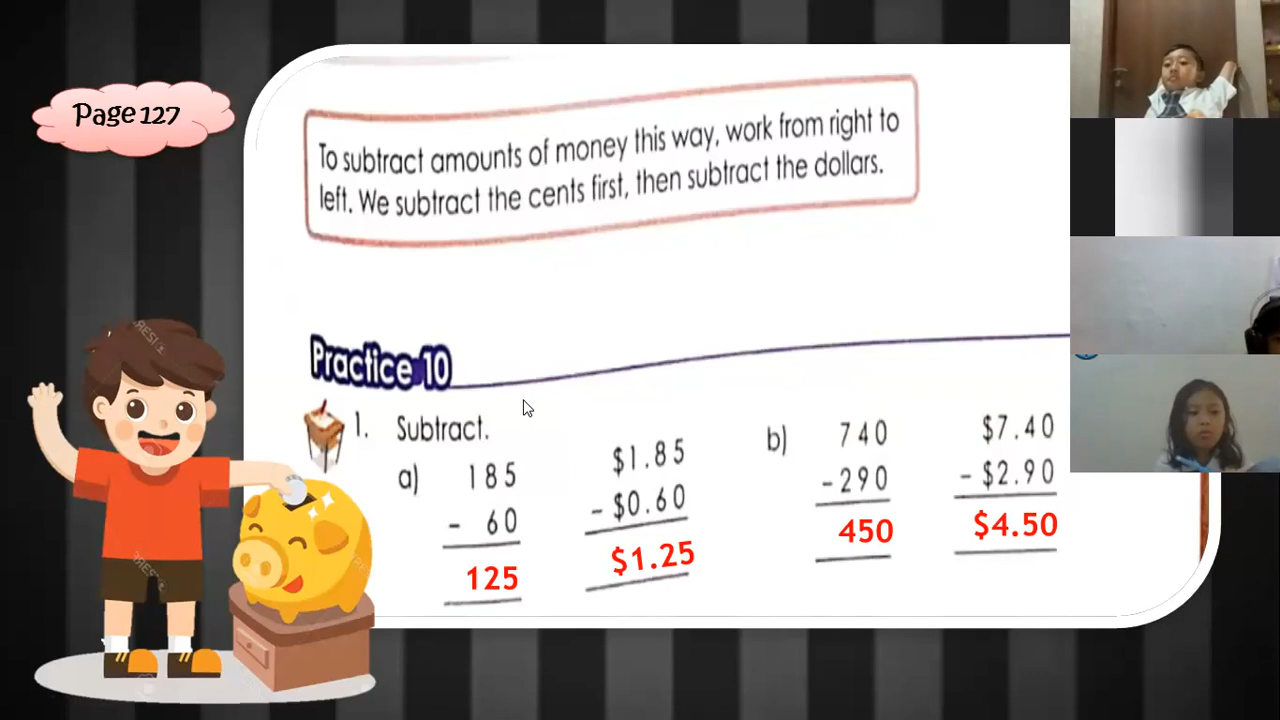 Page 127
To subtract amounts of money this way, work from right to
left. We subtract the cents first, then subtract the dollars.
Practice 10
1. Subtract.
a) 185
- 60
125
$1.85
- $0.60
$1.25
b) 740
-290
450
$7.40
- $2.90
$4.50